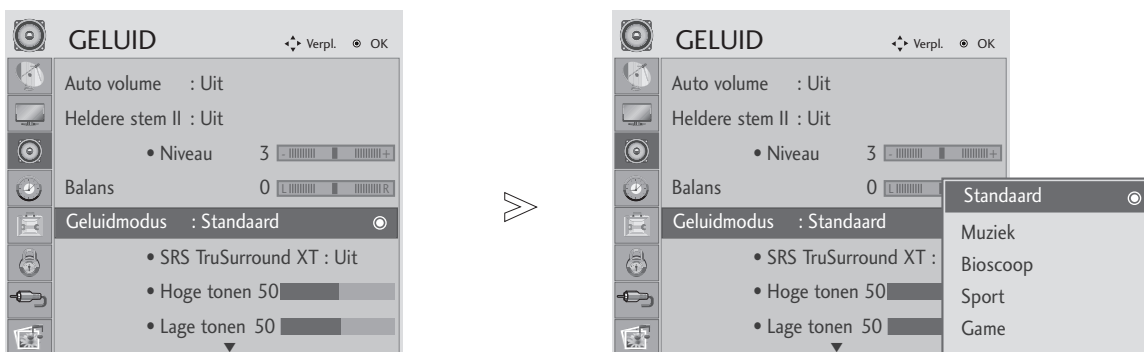 GELUID Verpl. OK
Auto volume : Uit
Heldere stem II : Uit
• Niveau 3 - +
Balans 0 L R
Geluidmodus : Standaard
• SRS TruSurround XT : Uit
• Hoge tonen 50
• Lage tonen 50
GELUID Verpl. OK
Auto volume : Uit
Heldere stem II : Uit
• Niveau 3 - +
Balans 0 L
Geluidmodus : Standaard
• SRS TruSurround XT :
• Hoge tonen 50
• Lage tonen 50
Standaard
Muziek
Bioscoop
Sport
Game